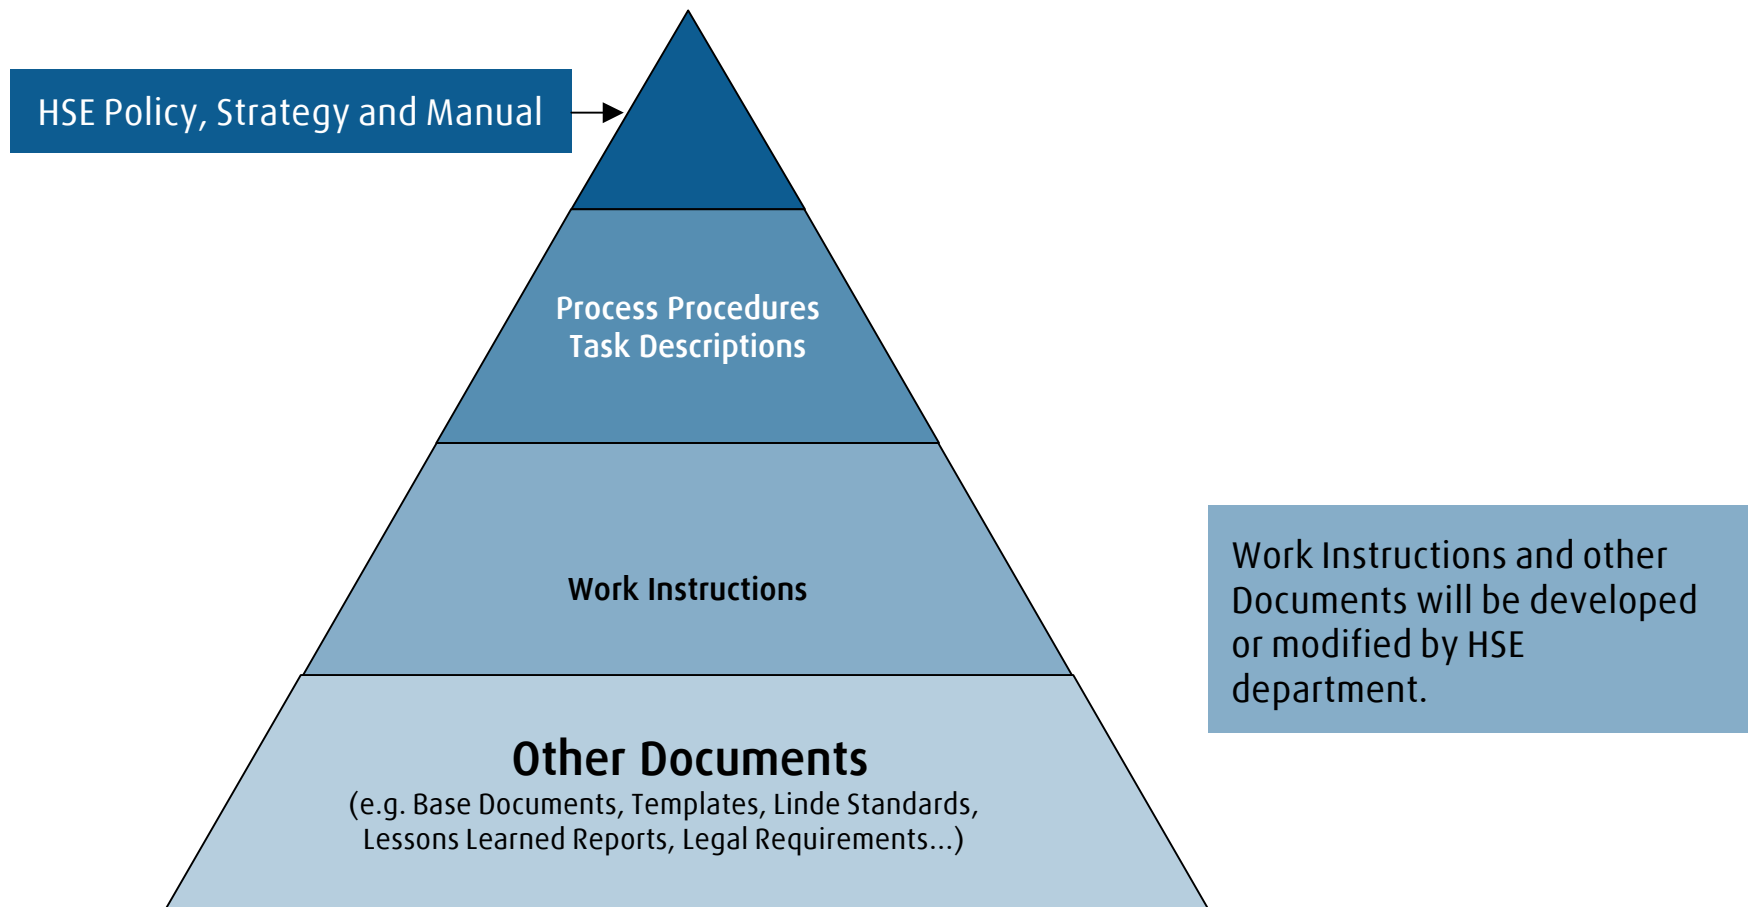 HSE Policy, Strategy and Manual
Process Procedures
Task Descriptions
Work Instructions
Work Instructions and other
Documents will be developed
or modified by HSE
department.
Other Documents
(e.g. Base Documents, Templates, Linde Standards,
Lessons Learned Reports, Legal Requirements...)